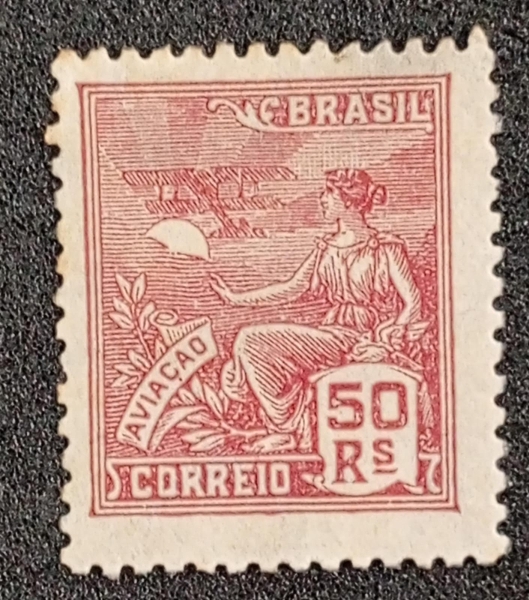 BRASIL
AVIAÇÃO
50
Rs
CORREIO